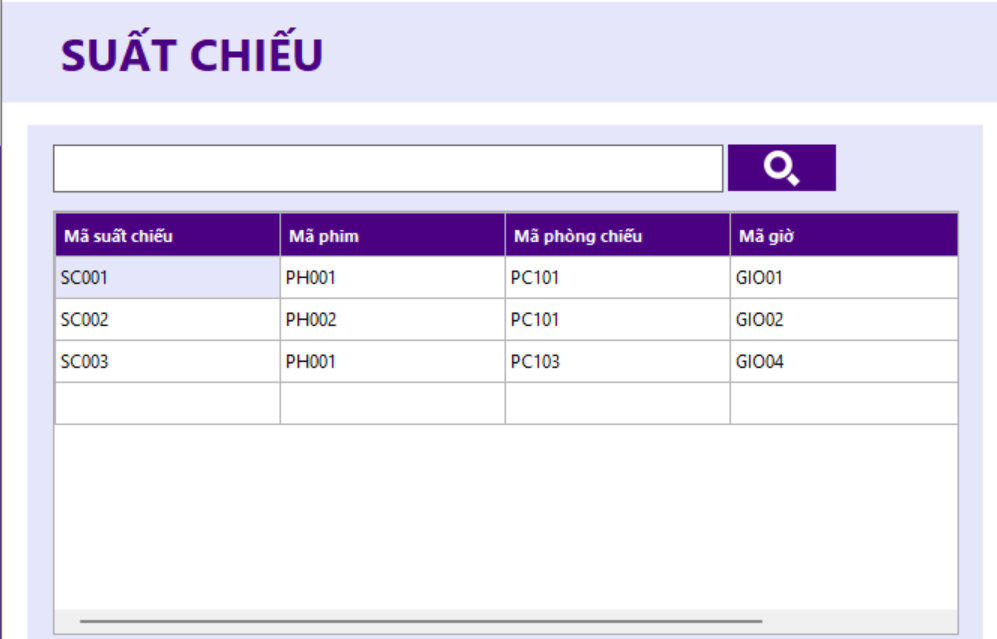 SUẤT CHIẾU
Mã suất chiếu Mã phim Mã phòng chiếu Mã giờ
SC001 PH001 PC101 GIO01
SC002 PH002 PC101 GIO02
SC003 PH001 PC103 GIO04